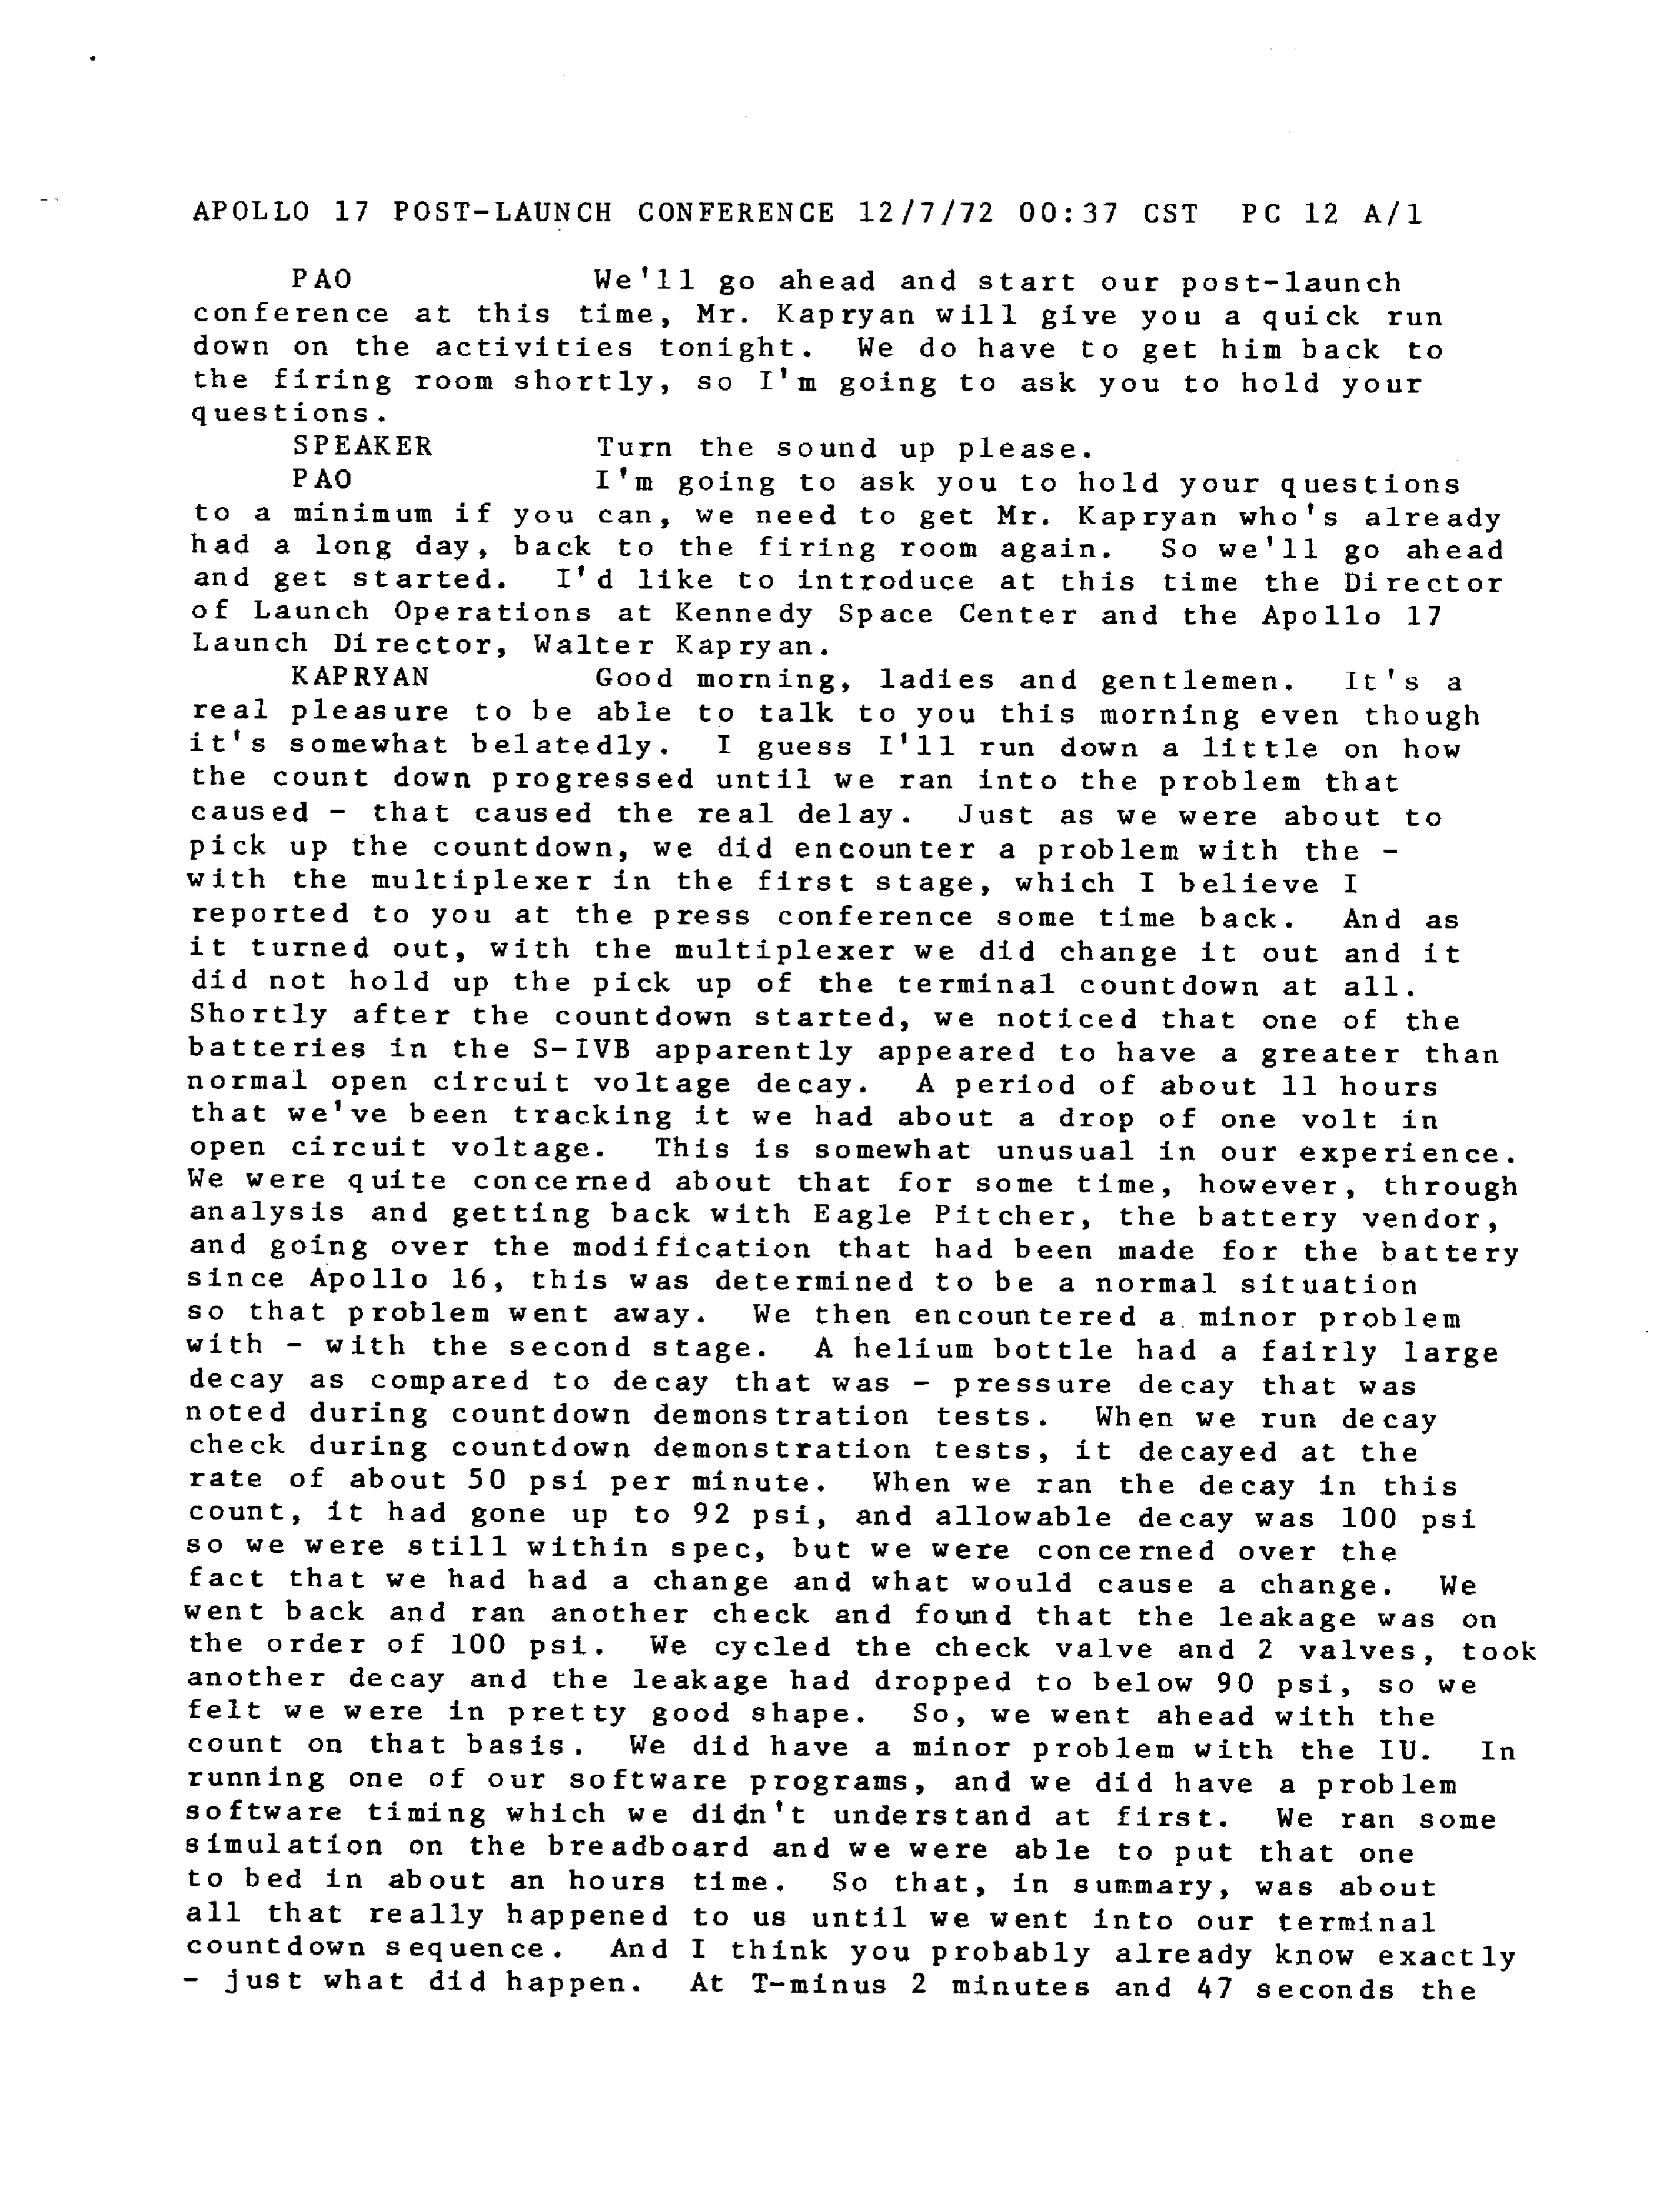 APOLLO 17 POST-LAUNCH CONFERENCE 12/7/72 00:37 CST PC 12 A/1
PAO We'll go ahead and start our post-launch
conference at this time, Mr. Kapryan will give you a quick run
down on the activities tonight. We do have to get him back to
the firing room shortly, so I'm going to ask you to hold your
questions.
SPEAKER Turn the sound up please.
PAO I'm going to ask you to hold your questions
to a minimum if you can, we need to get Mr. Kapryan who's already
had a long day, back to the firing room again. So we'll go ahead
and get started. I'd like to introduce at this time the Director
of Launch Operations at Kennedy Space Center and the Apollo 17
Launch Director, Walter Kapryan.
KAPRYAN Good morning, ladies and gentlemen. It's a
real pleasure to be able to talk to you this morning even though
it's somewhat belatedly. I guess I'll run down a little on how
the count down progressed until we ran into the problem that
caused - that caused the real delay. Just as we were about to
pick up the countdown, we did encounter a problem with the -
with the multiplexer in the first stage, which I believe I
reported to you at the press conference some time back. And as
it turned out, with the multiplexer we did change it out and it
did not hold up the pick up of the terminal countdown at all.
Shortly after the countdown started, we noticed that one of the
batteries in the S-IVB apparently appeared to have a greater than
normal open circuit voltage decay. A period of about 11 hours
that we've been tracking it we had about a drop of one volt in
open circuit voltage. This is somewhat unusual in our experience.
We were quite concerned about that for some time, however, through
analysis and getting back with Eagle Pitcher, the battery vendor,
and going over the modification that had been made for the battery
since Apollo 16, this was determined to be a normal situation
so that problem went away. We then encountered a minor problem
with - with the second stage. A helium bottle had a fairly large
decay as compared to decay that was - pressure decay that was
noted during countdown demonstration tests. When we run decay
check during countdown demonstration tests, it decayed at the
rate of about 50 psi per minute. When we ran the decay in this
count, it had gone up to 92 psi, and allowable decay was 100 psi
so we were still within spec, but we were concerned over the
fact that we had had a change and what would cause a change. We
went back and ran another check and found that the leakage was on
the order of 100 psi. We cycled the check valve and 2 valves, took
another decay and the leakage had dropped to below 90 psi, so we
felt we were in pretty good shape. So, we went ahead with the
count on that basis. We did have a minor problem with the IU. In
running one of our software programs, and we did have a problem
software timing which we didn't understand at first. We ran some
simulation on the breadboard and we were able to put that one
to bed in about an hours time. So that, in summary, was about
all that really happened to us until we went into our terminal
countdown sequence. And I think you probably already know exactly
- just what did happen. At T-minus 2 minutes and 47 seconds the